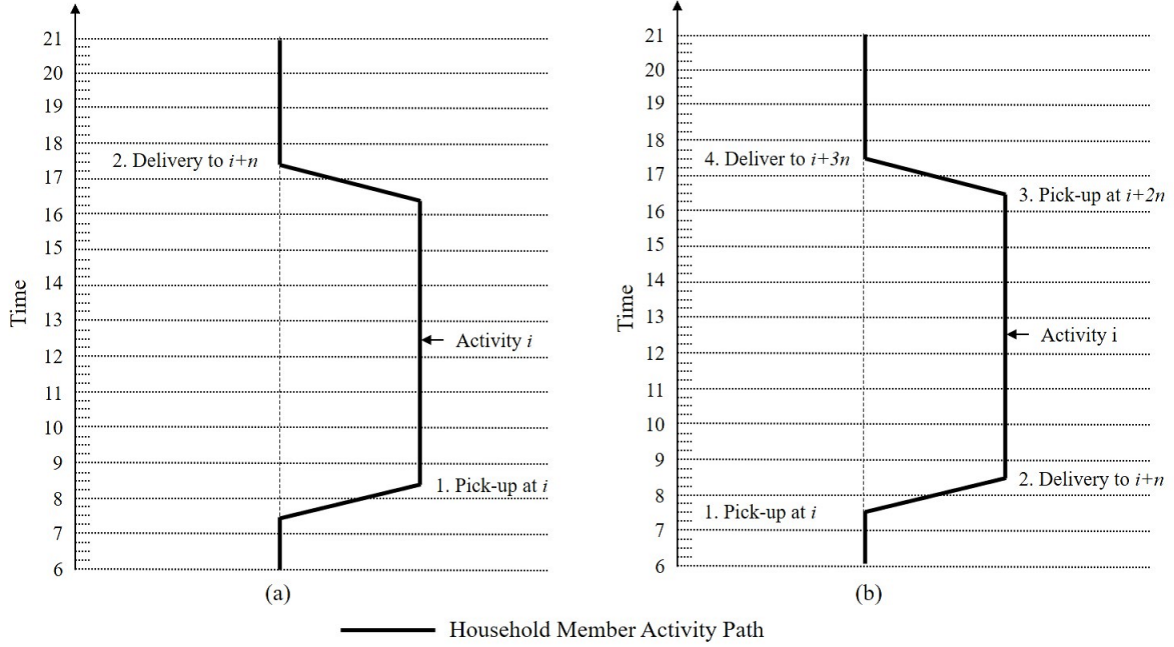 21
20
19
18
2. Delivery to i+n
17
16
15
14
13
Time
Activity i
12
11
10
9
1. Pick-up at i
8
7
6
(a)
21
20
19
18
4. Deliver to i+3n
17
3. Pick-up at i+2n
16
15
14
13
Time
Activity i
12
11
10
9
2. Delivery to i+n
8
1. Pick-up at i
7
6
(b)
Household Member Activity Path